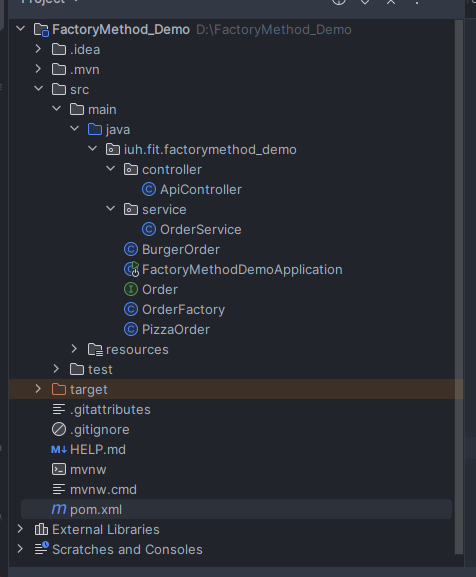 Project
FactoryMethod_Demo D:\FactoryMethod_Demo
.idea
.mvn
src
main
java
iuh.fit.factorymethod_demo
controller
ApiController
service
OrderService
BurgerOrder
FactoryMethodDemoApplication
Order
OrderFactory
PizzaOrder
resources
test
target
.gitattributes
.gitignore
HELP.md
mvnw
mvnw.cmd
pom.xml
External Libraries
Scratches and Consoles